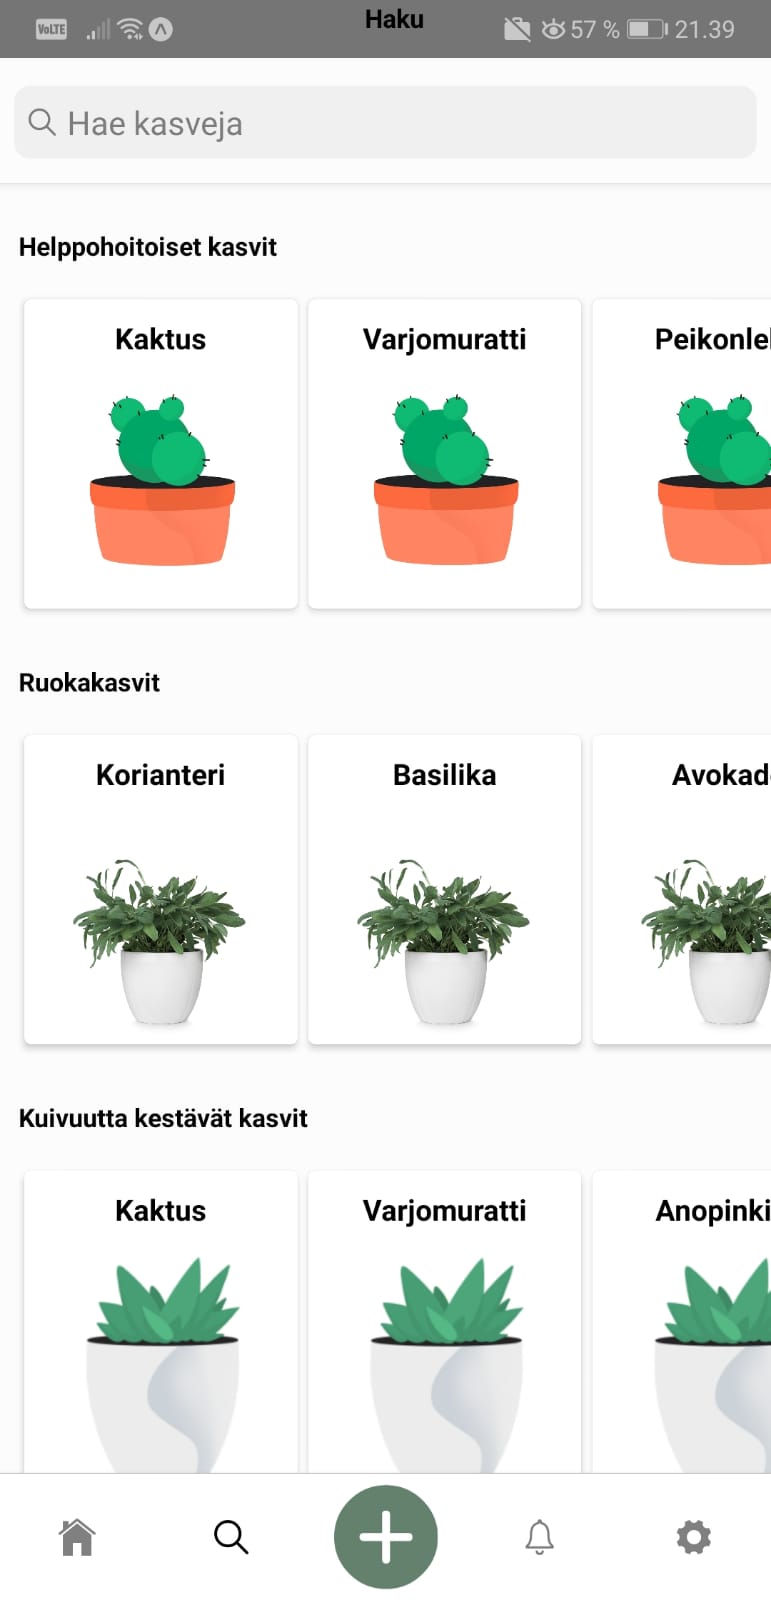 VoLTE Haku 57 % 21.39
Hae kasveja
Helppohoitoiset kasvit
Kaktus Varjomuratti Peikonle
Ruokakasvit
Korianteri Basilika Avokad
Kuivuutta kestävät kasvit
Kaktus Varjomuratti Anopinki